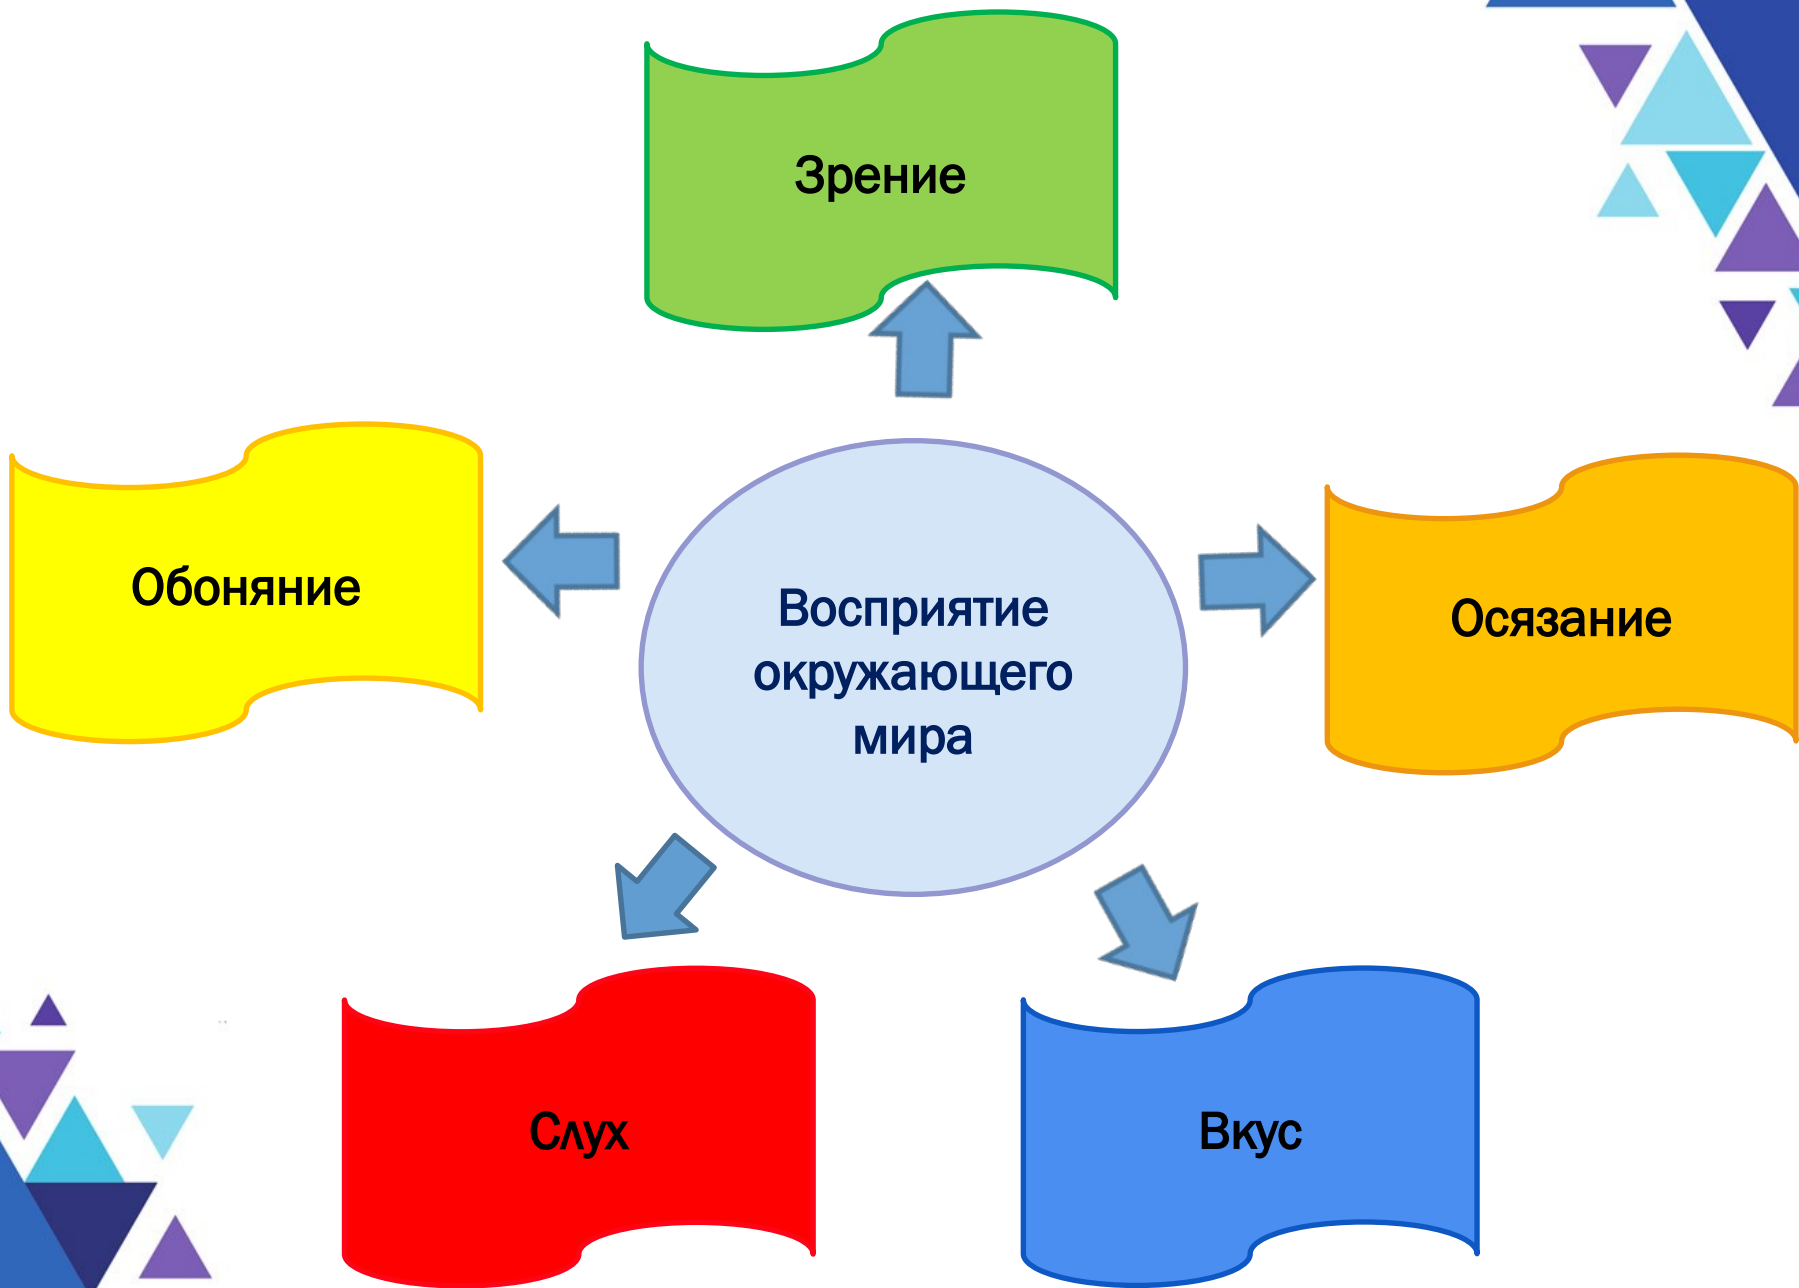 Зрение
Обоняние
Восприятие
окружающего
мира
Осязание
Слух
Вкус